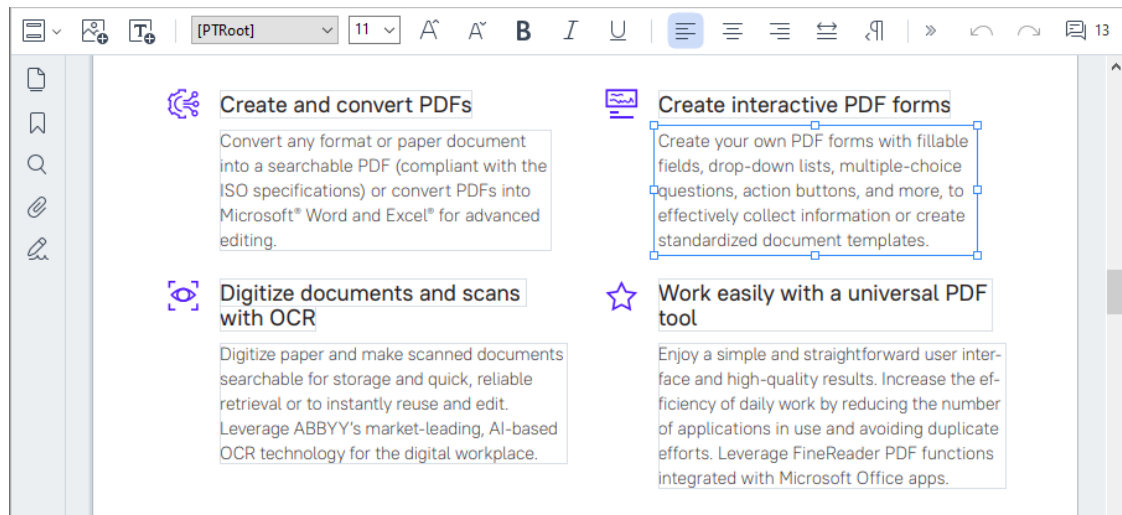 [PTRoot] 11 A A B I U 13
Create and convert PDFs
Convert any format or paper document
into a searchable PDF (compliant with the
ISO specifications) or convert PDFs into
Microsoft® Word and Excel® for advanced
editing.
Create interactive PDF forms
Create your own PDF forms with fillable
fields, drop-down lists, multiple-choice
questions, action buttons, and more, to
effectively collect information or create
standardized document templates.
Digitize documents and scans
with OCR
Digitize paper and make scanned documents
searchable for storage and quick, reliable
retrieval or to instantly reuse and edit.
Leverage ABBYY's market-leading, AI-based
OCR technology for the digital workplace.
Work easily with a universal PDF
tool
Enjoy a simple and straightforward user inter-
face and high-quality results. Increase the ef-
ficiency of daily work by reducing the number
of applications in use and avoiding duplicate
efforts. Leverage FineReader PDF functions
integrated with Microsoft Office apps.